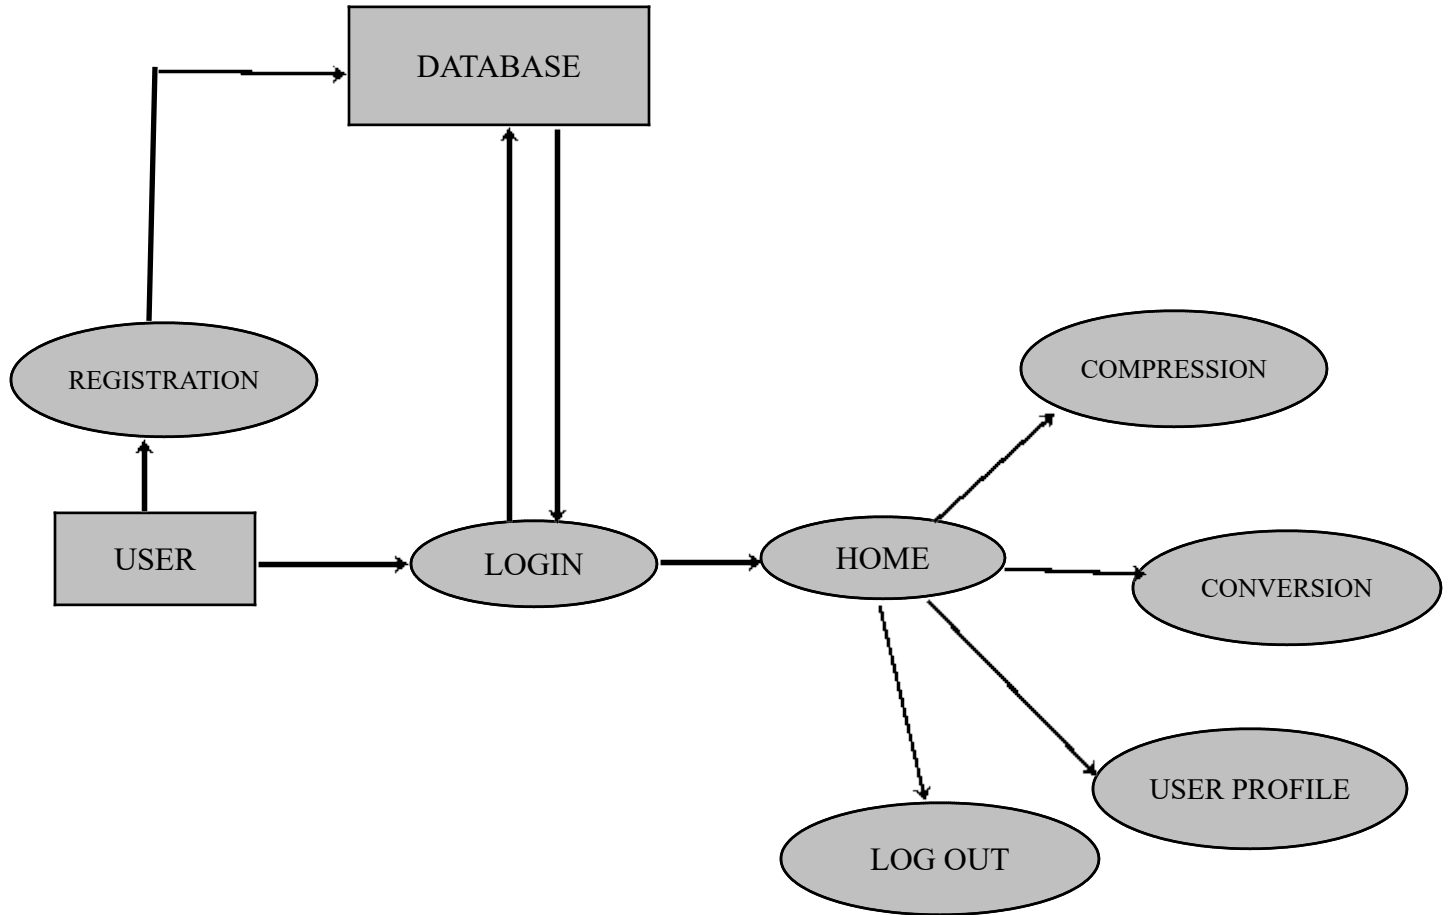 DATABASE
REGISTRATION
COMPRESSION
USER
LOGIN
HOME
CONVERSION
USER PROFILE
LOG OUT